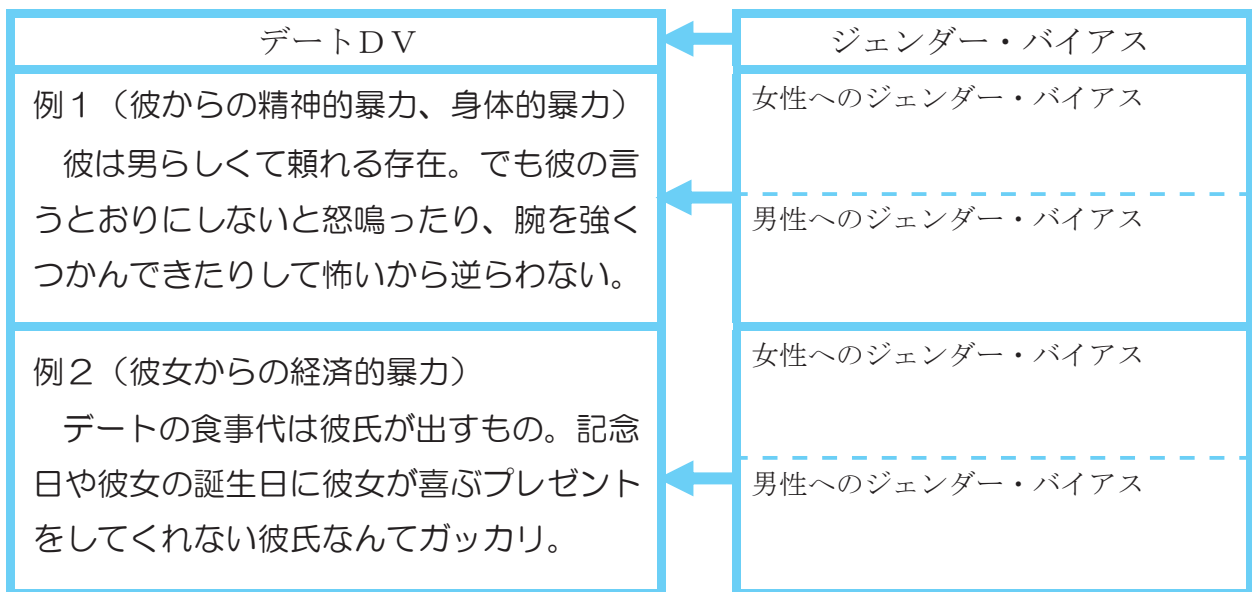 デートＤＶ
ジェンダー・バイアス
例１（彼からの精神的暴力、身体的暴力）
彼は男らしくて頼れる存在。でも彼の言
うとおりにしないと怒鳴ったり、腕を強く
つかんできたりして怖いから逆らわない。
女性へのジェンダー・バイアス
男性へのジェンダー・バイアス
例２（彼女からの経済的暴力）
デートの食事代は彼氏が出すもの。記念
日や彼女の誕生日に彼女が喜ぶプレゼント
をしてくれない彼氏なんてガッカリ。
女性へのジェンダー・バイアス
男性へのジェンダー・バイアス